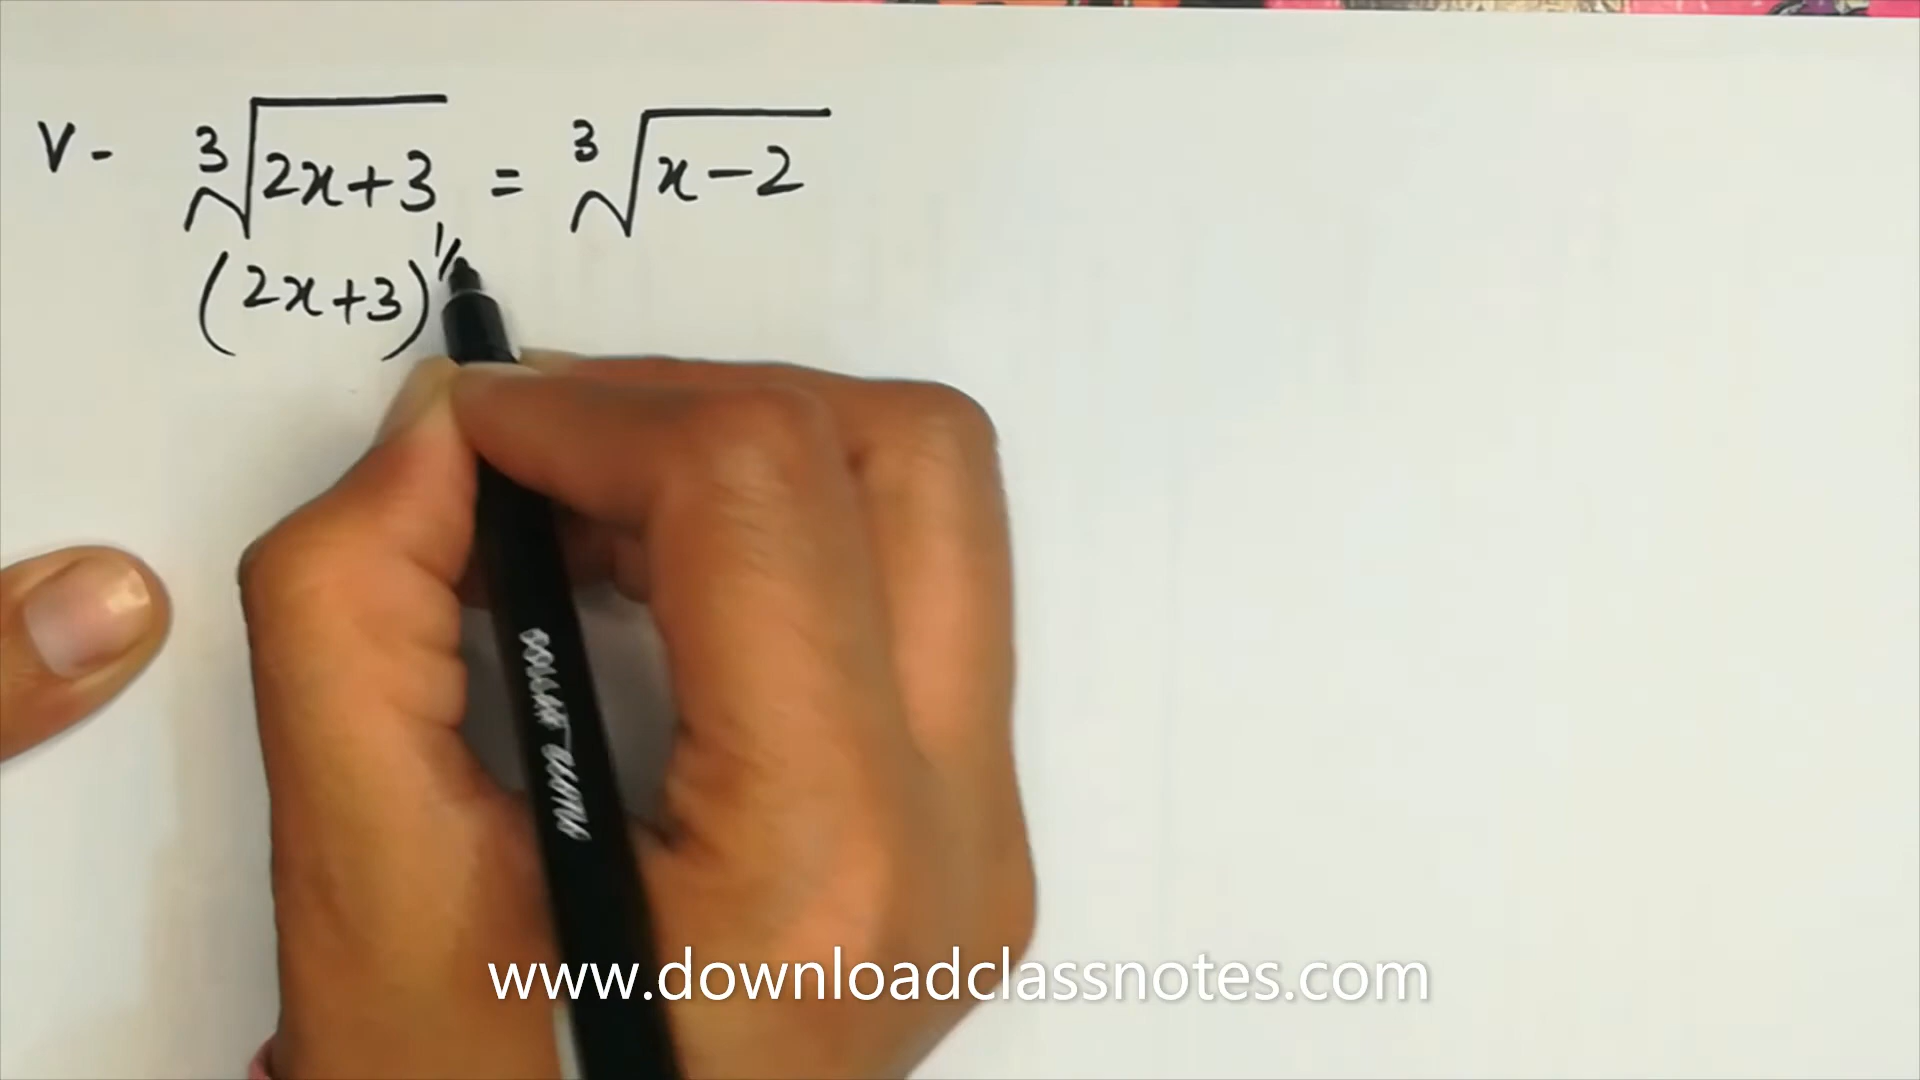 V- ∛(2x+3) = ∛(x-2)
(2x+3)^1/
www.downloadclassnotes.com